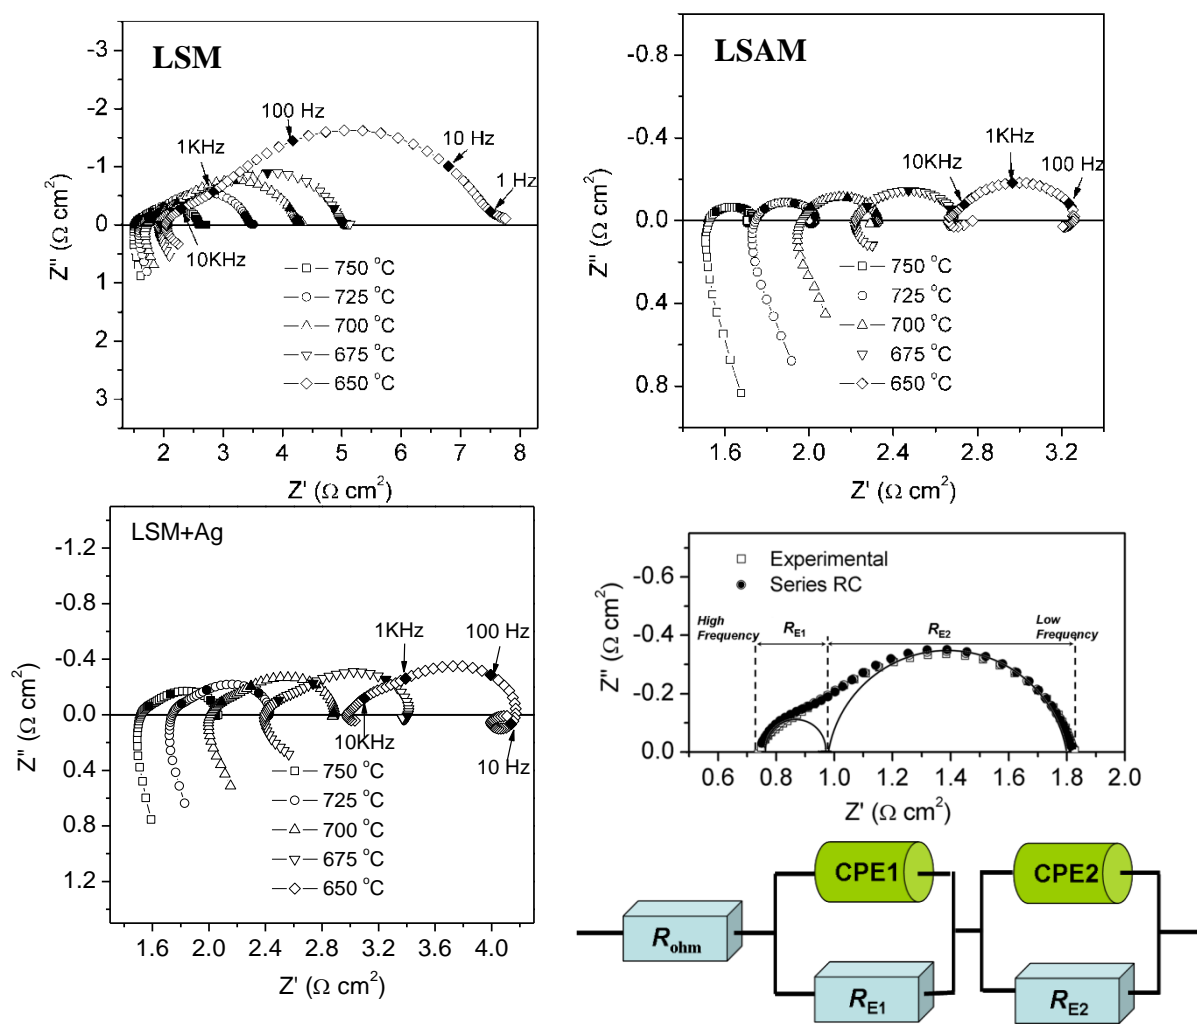 LSM
-3
-2
-1
0
1
2
3
Z" (Ω cm²)
100 Hz
1KHz
10 Hz
1 Hz
10KHz
750 °C
725 °C
700 °C
675 °C
650 °C
2 3 4 5 6 7 8
Z' (Ω cm²)
LSAM
-0.8
-0.4
0.0
0.4
0.8
Z" (Ω cm²)
1KHz
10KHz
100 Hz
750 °C
725 °C
700 °C
675 °C
650 °C
1.6 2.0 2.4 2.8 3.2
Z' (Ω cm²)
LSM+Ag
-1.2
-0.8
-0.4
0.0
0.4
0.8
1.2
Z" (Ω cm²)
1KHz
100 Hz
10KHz
10 Hz
750 °C
725 °C
700 °C
675 °C
650 °C
1.2 1.6 2.0 2.4 2.8 3.2 3.6 4.0
Z' (Ω cm²)
-0.6
-0.4
-0.2
0.0
Z" (Ω cm²)
Experimental
Series RC
High
Frequency
RE1
RE2
Low
Frequency
0.6 0.8 1.0 1.2 1.4 1.6 1.8 2.0
Z' (Ω cm²)
CPE1
CPE2
Rohm
RE1
RE2